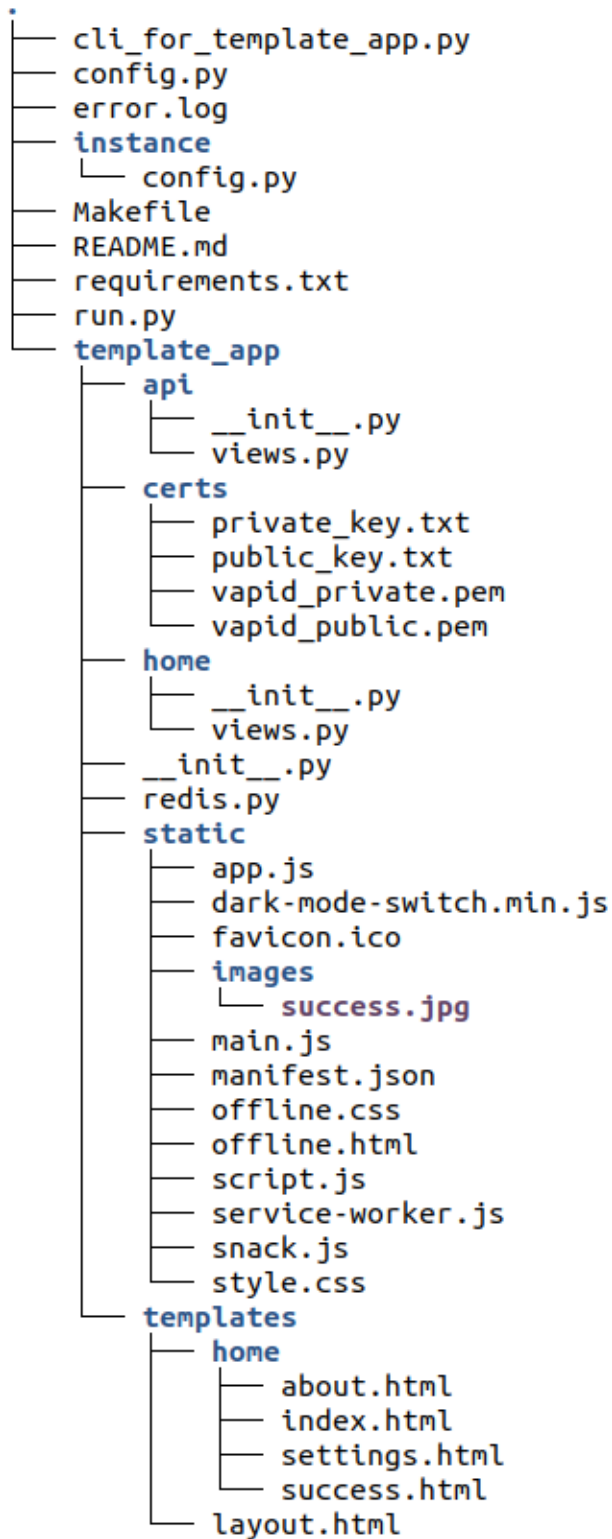 .
├── cli_for_template_app.py
├── config.py
├── error.log
├── instance
│   └── config.py
├── Makefile
├── README.md
├── requirements.txt
├── run.py
└── template_app
    ├── api
    │   ├── __init__.py
    │   └── views.py
    ├── certs
    │   ├── private_key.txt
    │   ├── public_key.txt
    │   ├── vapid_private.pem
    │   └── vapid_public.pem
    ├── home
    │   ├── __init__.py
    │   └── views.py
    ├── __init__.py
    ├── redis.py
    ├── static
    │   ├── app.js
    │   ├── dark-mode-switch.min.js
    │   ├── favicon.ico
    │   ├── images
    │   │   └── success.jpg
    │   ├── main.js
    │   ├── manifest.json
    │   ├── offline.css
    │   ├── offline.html
    │   ├── script.js
    │   ├── service-worker.js
    │   ├── snack.js
    │   └── style.css
    └── templates
        ├── home
        │   ├── about.html
        │   ├── index.html
        │   ├── settings.html
        │   └── success.html
        └── layout.html